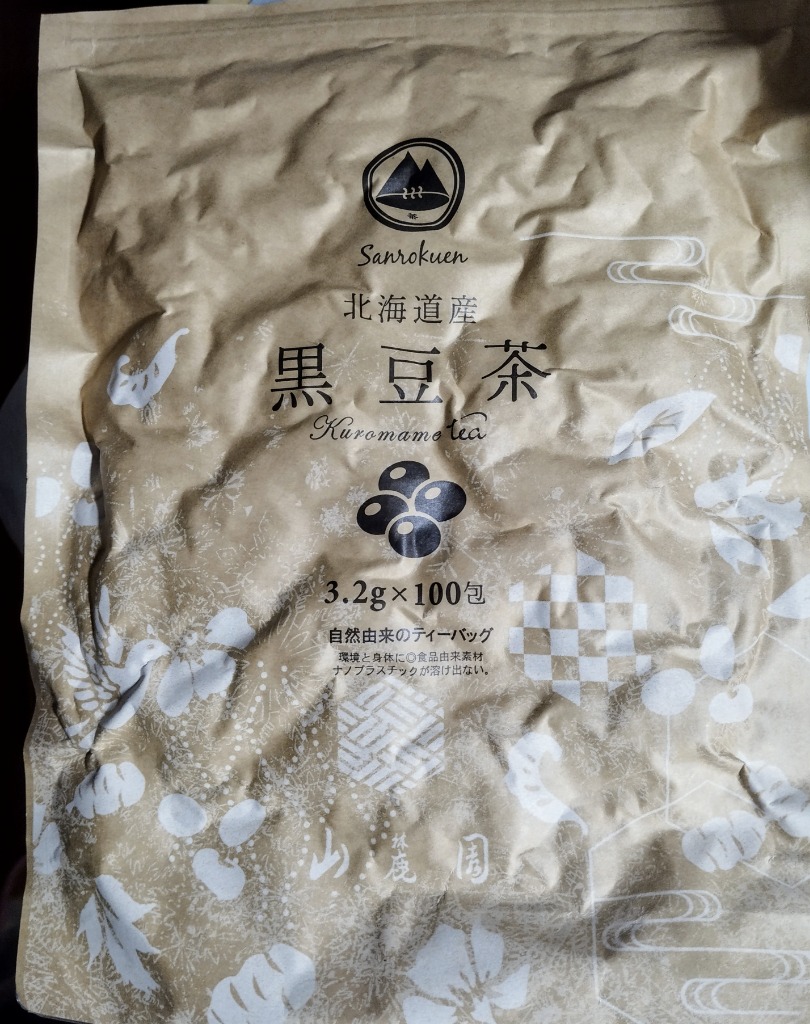 Sanrokuen
北海道産
黒豆茶
Kuromame tea
3.2g×100包
自然由来のティーバッグ
環境と身体に◎食品由来素材
ナノプラスチックが溶け出ない。
山麓園